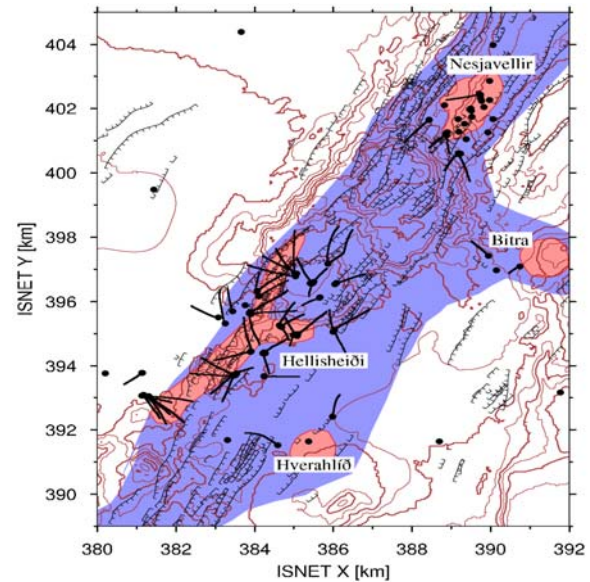 404
402
400
398
396
394
392
390
ISNET Y [km]
Nesjavellir
Bitra
Hellisheiði
Hverahlíð
380 382 384 386 388 390 392
ISNET X [km]